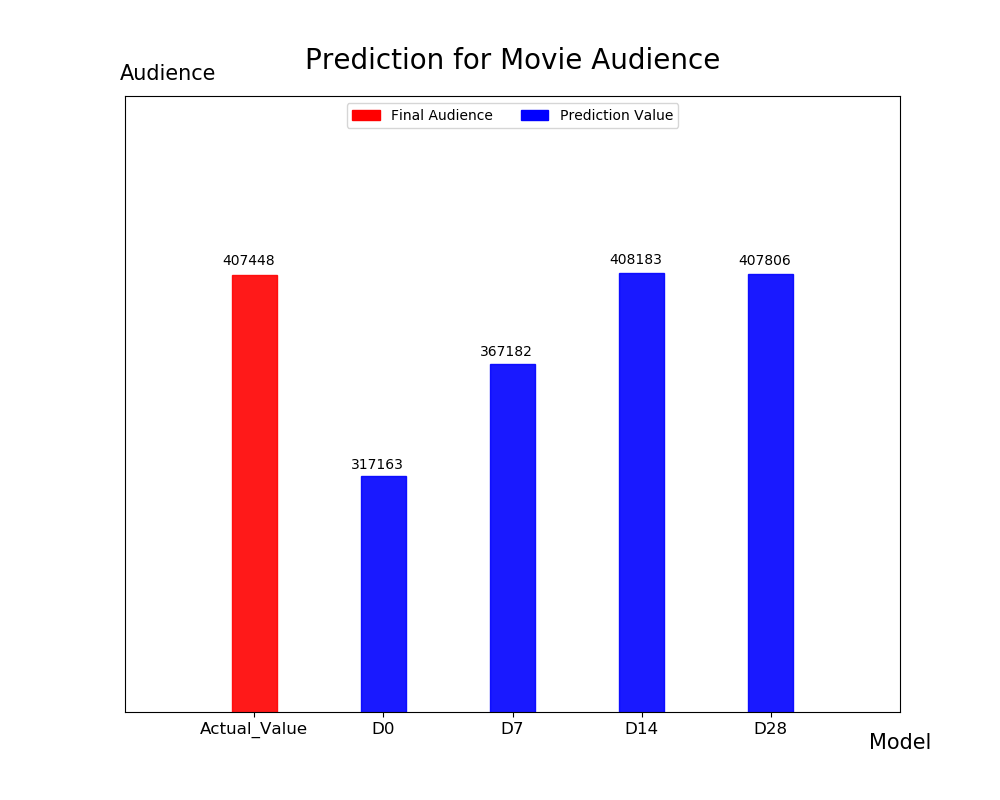 Prediction for Movie Audience
Audience
Final Audience Prediction Value
407448
317163
367182
408183
407806
Actual_Value D0 D7 D14 D28
Model